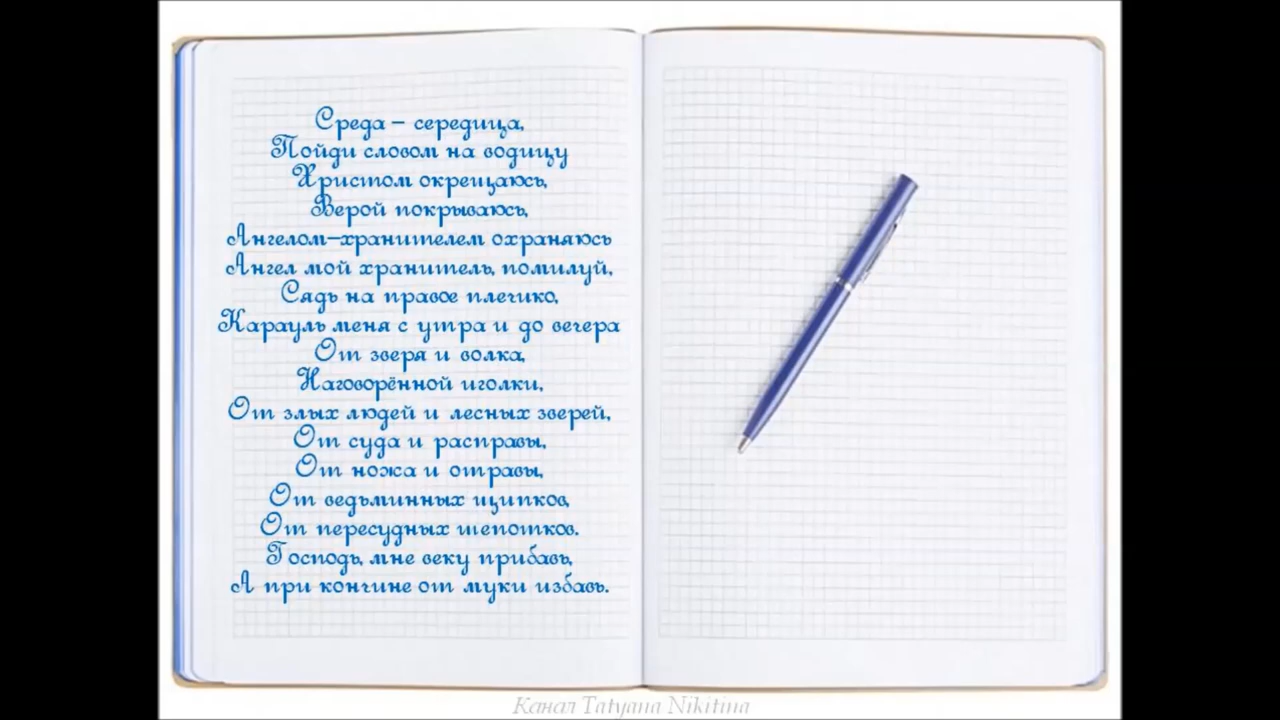 Среда – середица,
Пойди словом на водицу
Христом окрещаюсь,
Верой покрываюсь,
Ангелом-хранителем охраняюсь
Ангел мой хранитель, помилуй,
Сядь на правое плечико,
Карауль меня с утра и до вечера
От зверя и волка,
Наговорённой иголки,
От злых людей и лесных зверей,
От суда и расправы,
От ножа и отравы,
От ведьминных щипков,
От пересудных шепотков.
Господь, мне веку прибавь,
А при кончине от муки избавь.
Канал Tatyana Nikitina